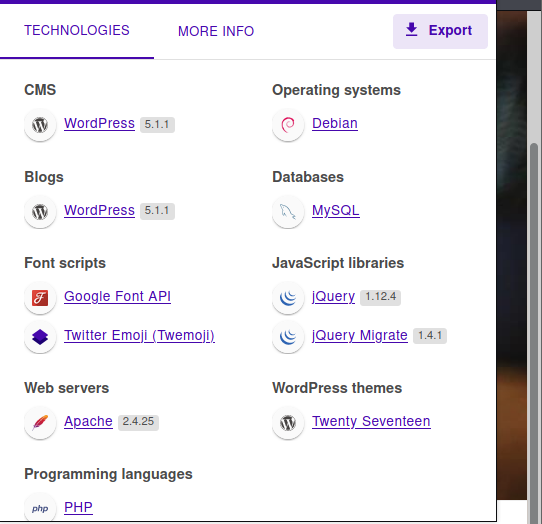 TECHNOLOGIES MORE INFO Export
CMS Operating systems
WordPress 5.1.1 Debian
Blogs Databases
WordPress 5.1.1 MySQL
Font scripts JavaScript libraries
Google Font API jQuery 1.12.4
Twitter Emoji (Twemoji) jQuery Migrate 1.4.1
Web servers WordPress themes
Apache 2.4.25 Twenty Seventeen
Programming languages
php PHP